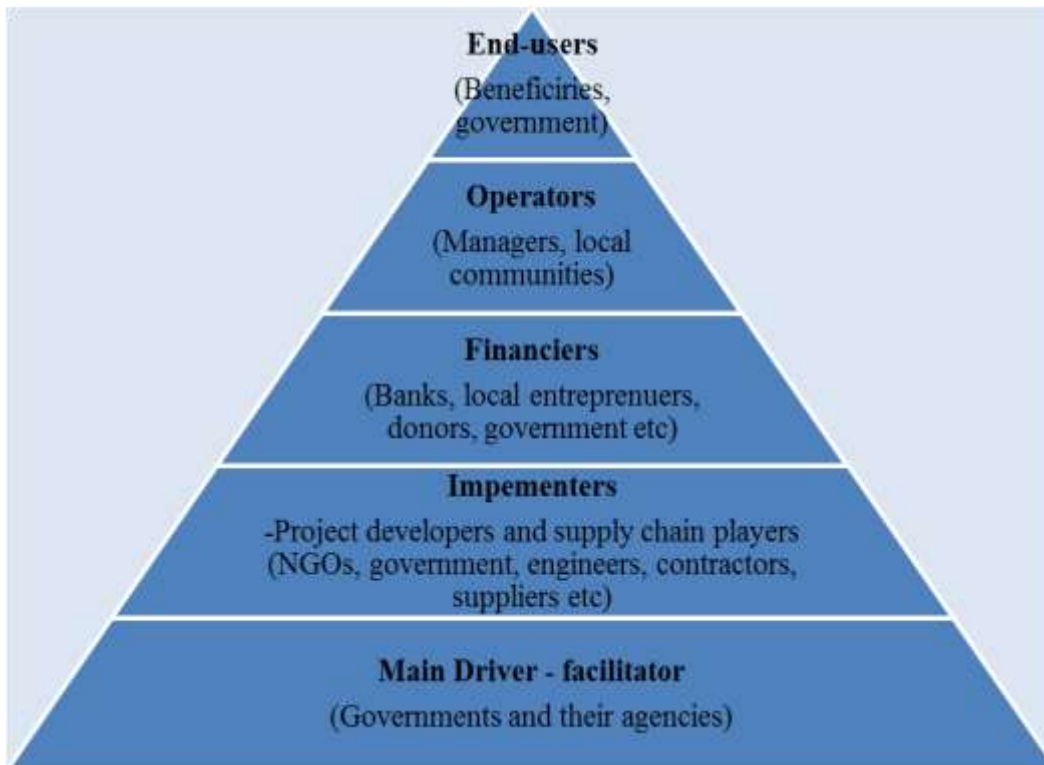 End-users
(Beneficiries,
government)
Operators
(Managers, local
communities)
Financiers
(Banks, local entreprenuers,
donors, government etc)
Impementers
-Project developers and supply chain players
(NGOs, government, engineers, contractors,
suppliers etc)
Main Driver - facilitator
(Governments and their agencies)